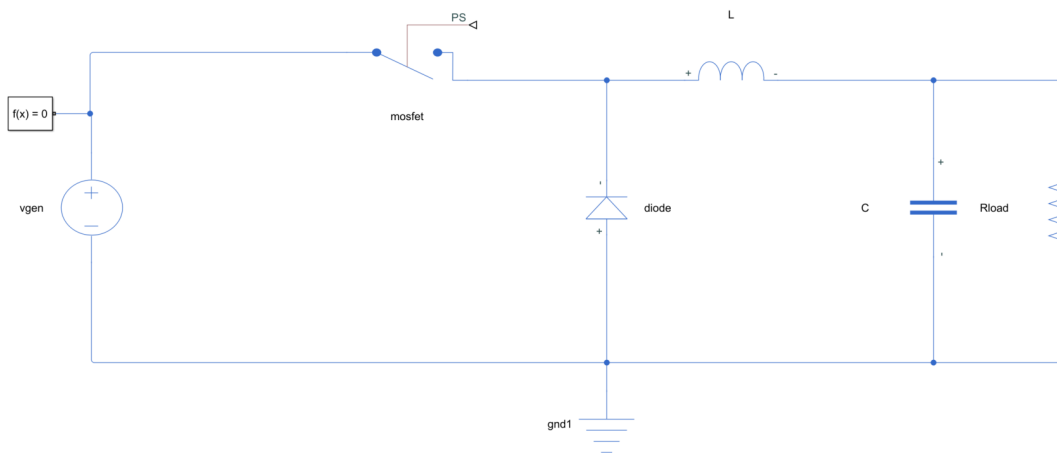 L
PS
f(x) = 0
mosfet
+
-
+
vgen
+
−
-
diode
+
C
+
-
Rload
gnd1